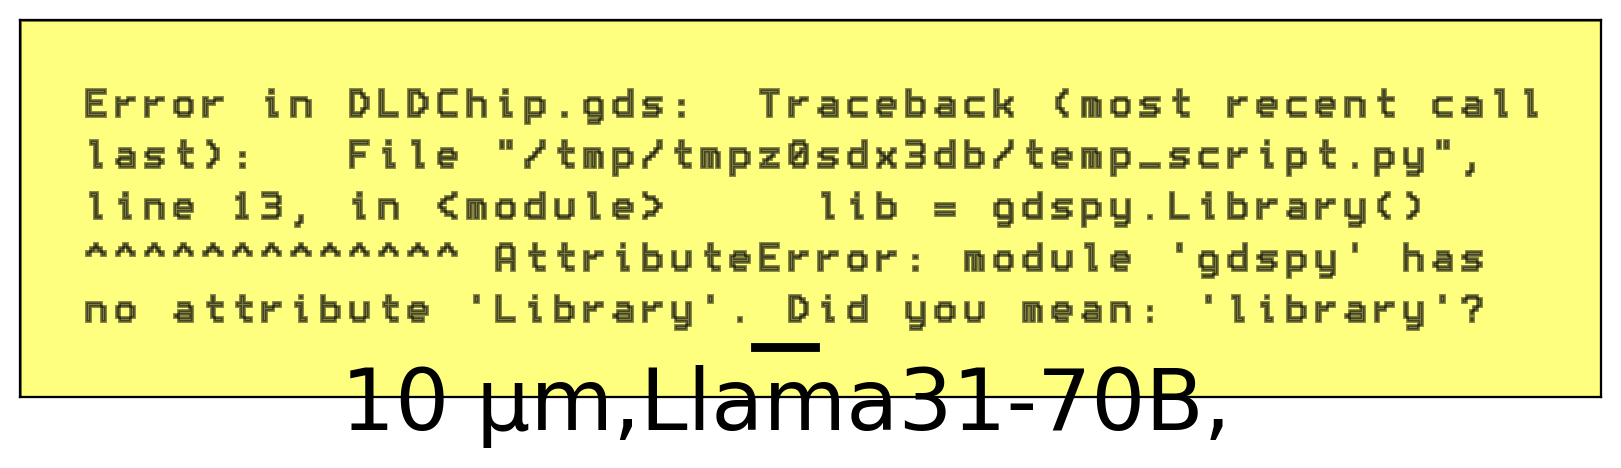 Error in DLDChip.gds:  Traceback (most recent call
last):   File "/tmp/tmpz0sdx3db/temp_script.py",
line 13, in <module>     lib = gdspy.Library()
^^^^^^^^^^^^^ AttributeError: module 'gdspy' has
no attribute 'Library'. Did you mean: 'library'?
10 µm,Llama31-70B,